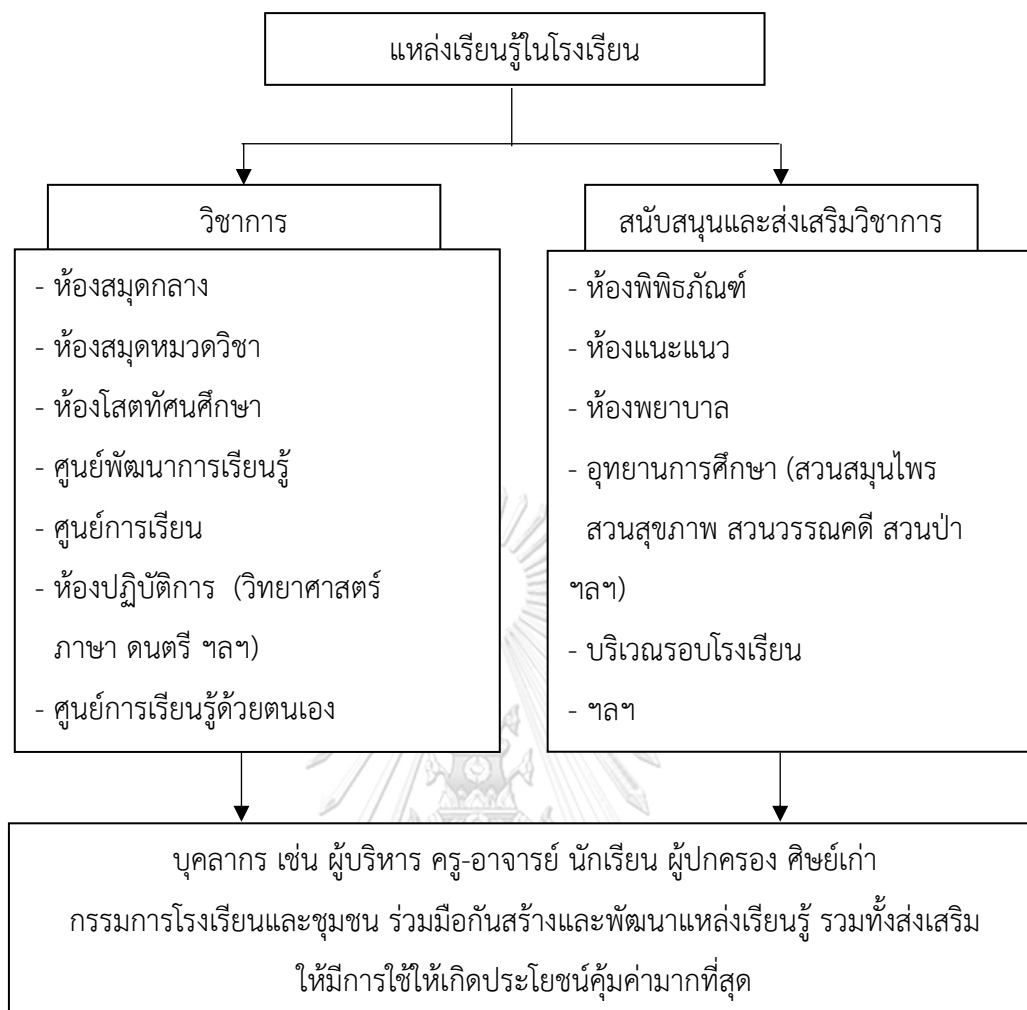 แหล่งเรียนรู้ในโรงเรียน
วิชาการ
- ห้องสมุดกลาง
- ห้องสมุดหมวดวิชา
- ห้องโสตทัศนศึกษา
- ศูนย์พัฒนาการเรียนรู้
- ศูนย์การเรียน
- ห้องปฏิบัติการ (วิทยาศาสตร์
ภาษา ดนตรี ฯลฯ)
- ศูนย์การเรียนรู้ด้วยตนเอง
สนับสนุนและส่งเสริมวิชาการ
- ห้องพิพิธภัณฑ์
- ห้องแนะแนว
- ห้องพยาบาล
- อุทยานการศึกษา (สวนสมุนไพร
สวนสุขภาพ สวนวรรณคดี สวนป่า
ฯลฯ)
- บริเวณรอบโรงเรียน
- ฯลฯ
บุคลากร เช่น ผู้บริหาร ครู-อาจารย์ นักเรียน ผู้ปกครอง ศิษย์เก่า
กรรมการโรงเรียนและชุมชน ร่วมมือกันสร้างและพัฒนาแหล่งเรียนรู้ รวมทั้งส่งเสริม
ให้มีการใช้ให้เกิดประโยชน์คุ้มค่ามากที่สุด